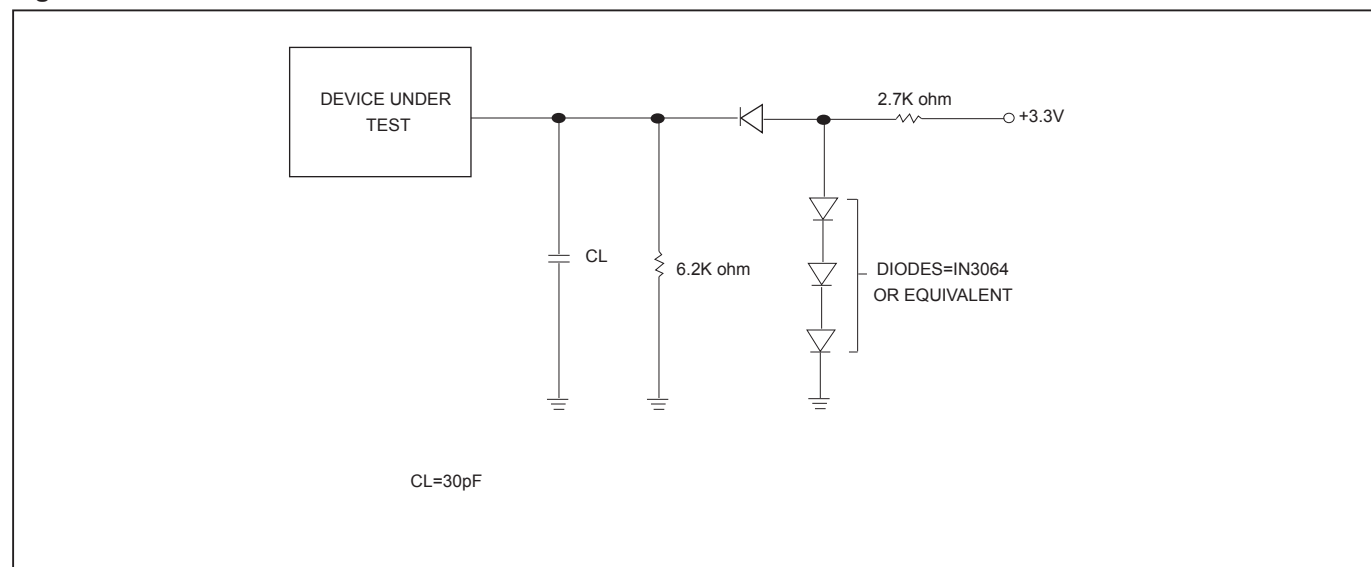 DEVICE UNDER
TEST
2.7K ohm
+3.3V
CL
6.2K ohm
DIODES=IN3064
OR EQUIVALENT
CL=30pF